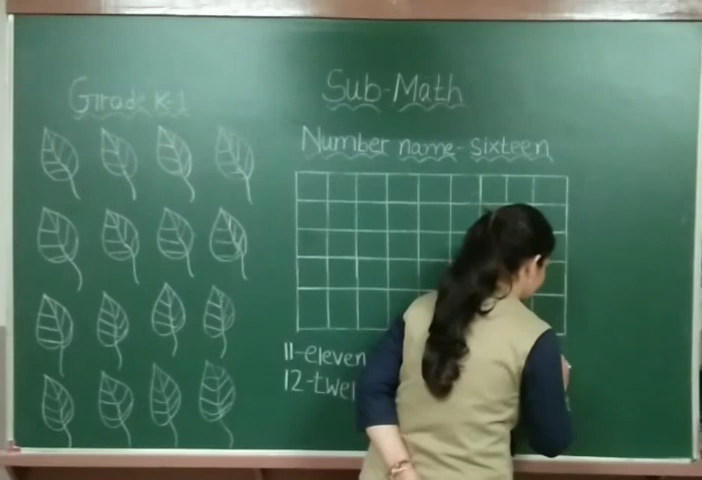 Grade K-1
Sub-Math
Number name-sixteen
11-eleven
12-twel